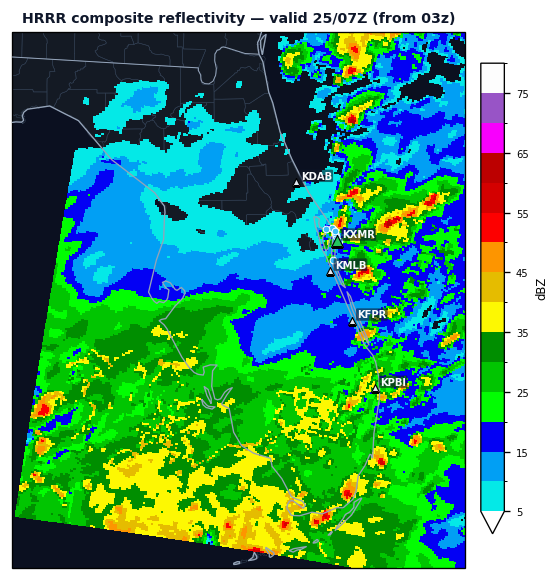 HRRR composite reflectivity — valid 25/07Z (from 03z)
75
65
KDAB
55
KXMR
KMLB
45
dBZ
KFPR
35
KPBI
25
15
5